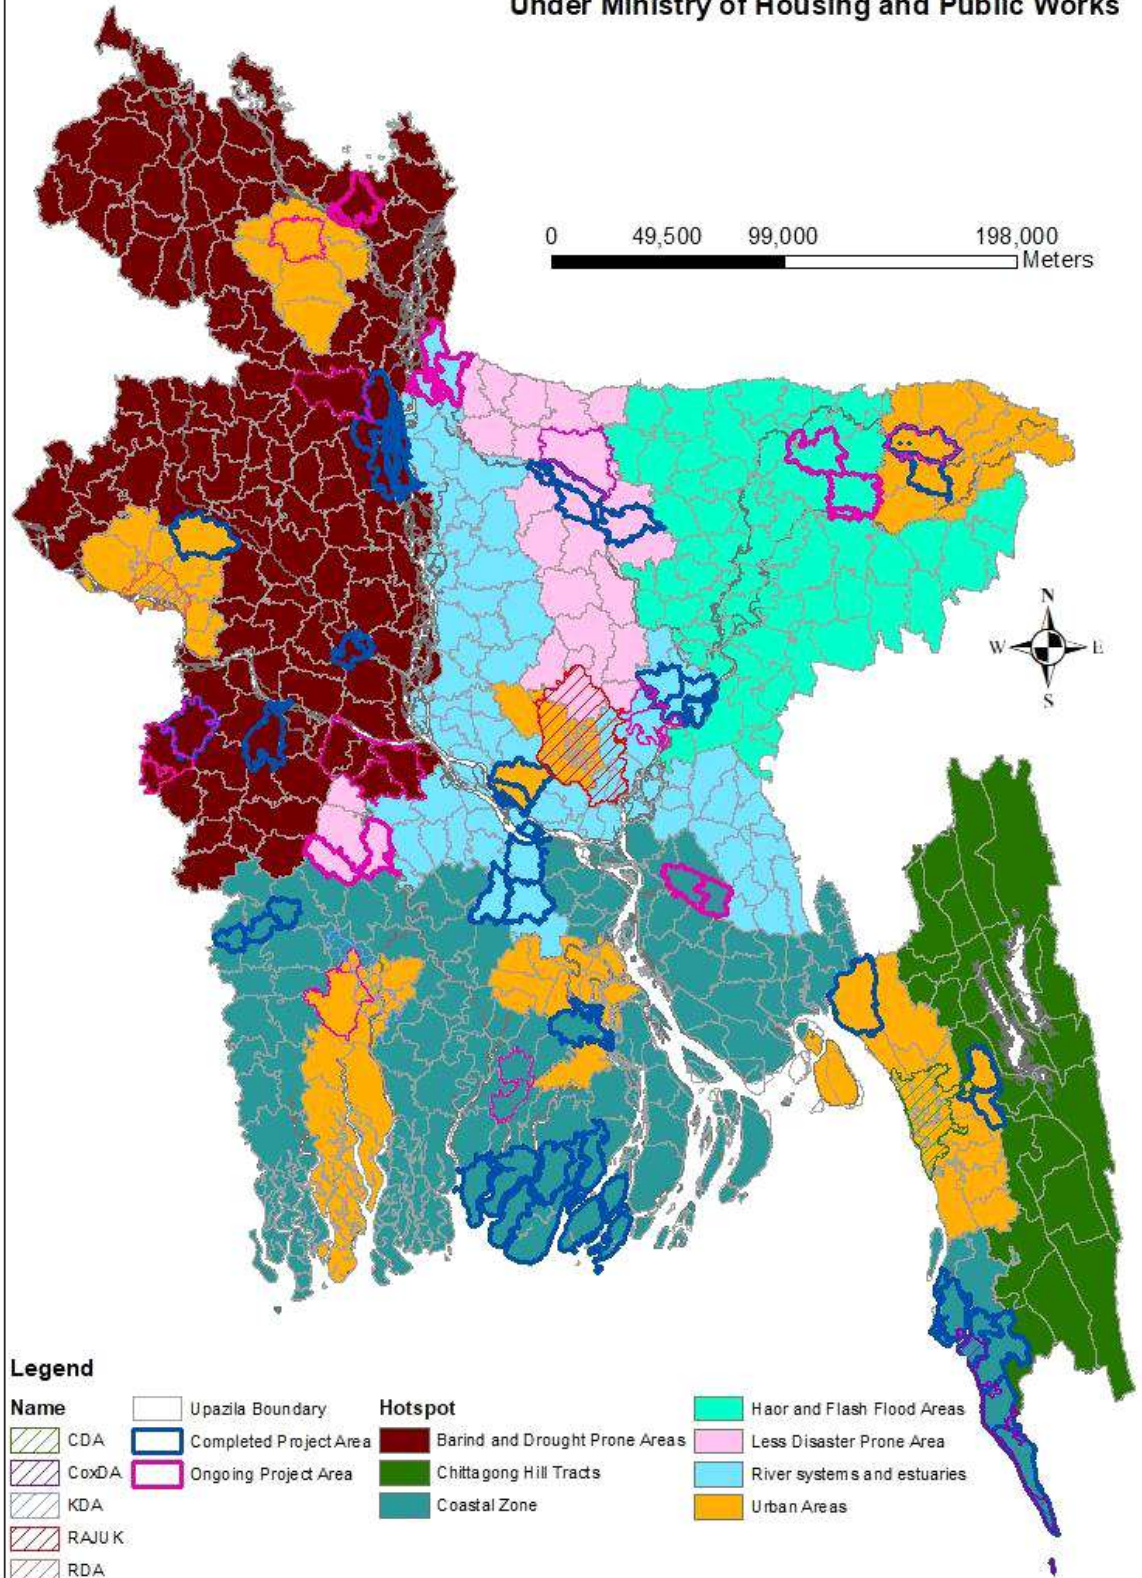 Under Ministry of Housing and Public Works
0 49,500 99,000 198,000
Meters
N
W E
S
Legend
Name
CDA
CoxDA
KDA
RAJUK
RDA
Upazila Boundary
Completed Project Area
Ongoing Project Area
Hotspot
Barind and Drought Prone Areas
Chittagong Hill Tracts
Coastal Zone
Haor and Flash Flood Areas
Less Disaster Prone Area
River systems and estuaries
Urban Areas